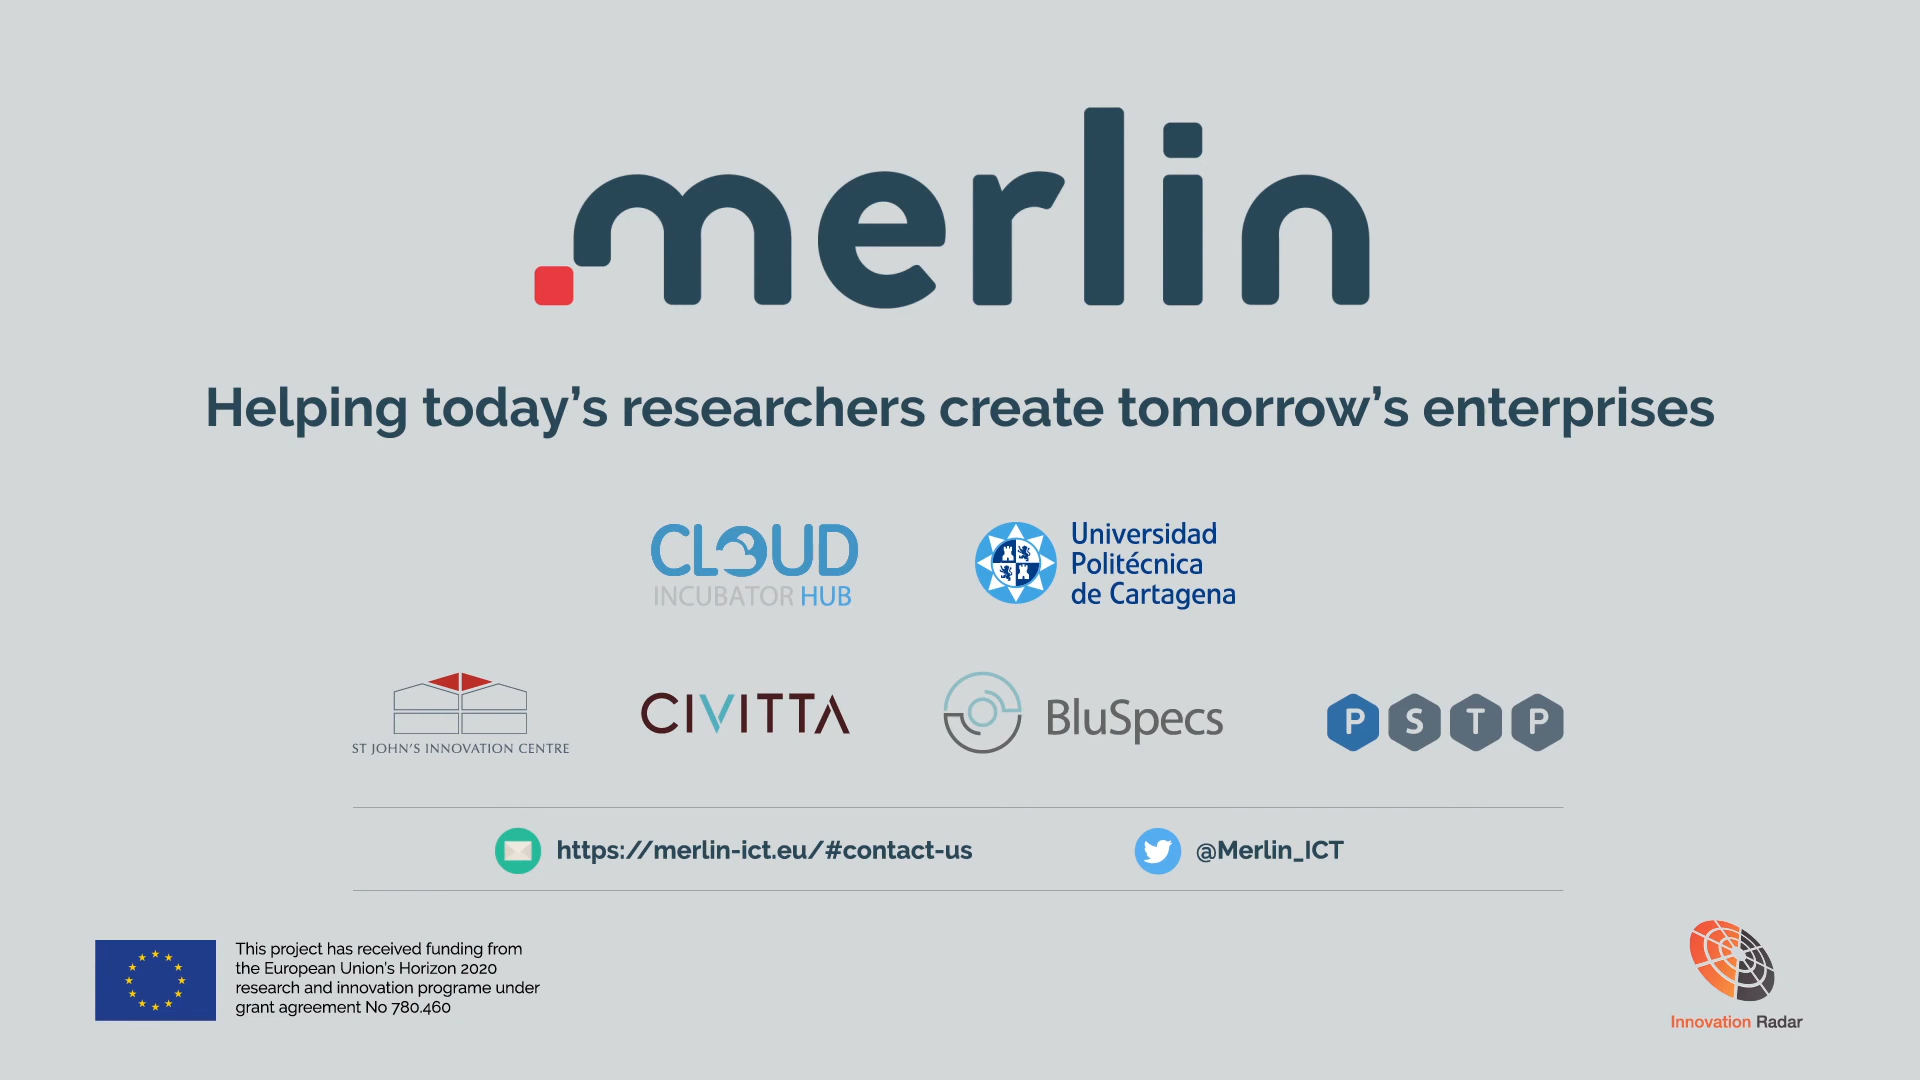 merlin
Helping today’s researchers create tomorrow’s enterprises
CLOUD
INCUBATOR HUB
Universidad
Politécnica
de Cartagena
ST JOHN'S INNOVATION CENTRE
CIVITTA
BluSpecs
PSTP
https://merlin-ict.eu/#contact-us
@Merlin_ICT
This project has received funding from
the European Union's Horizon 2020
research and innovation programe under
grant agreement No 780.460
Innovation Radar